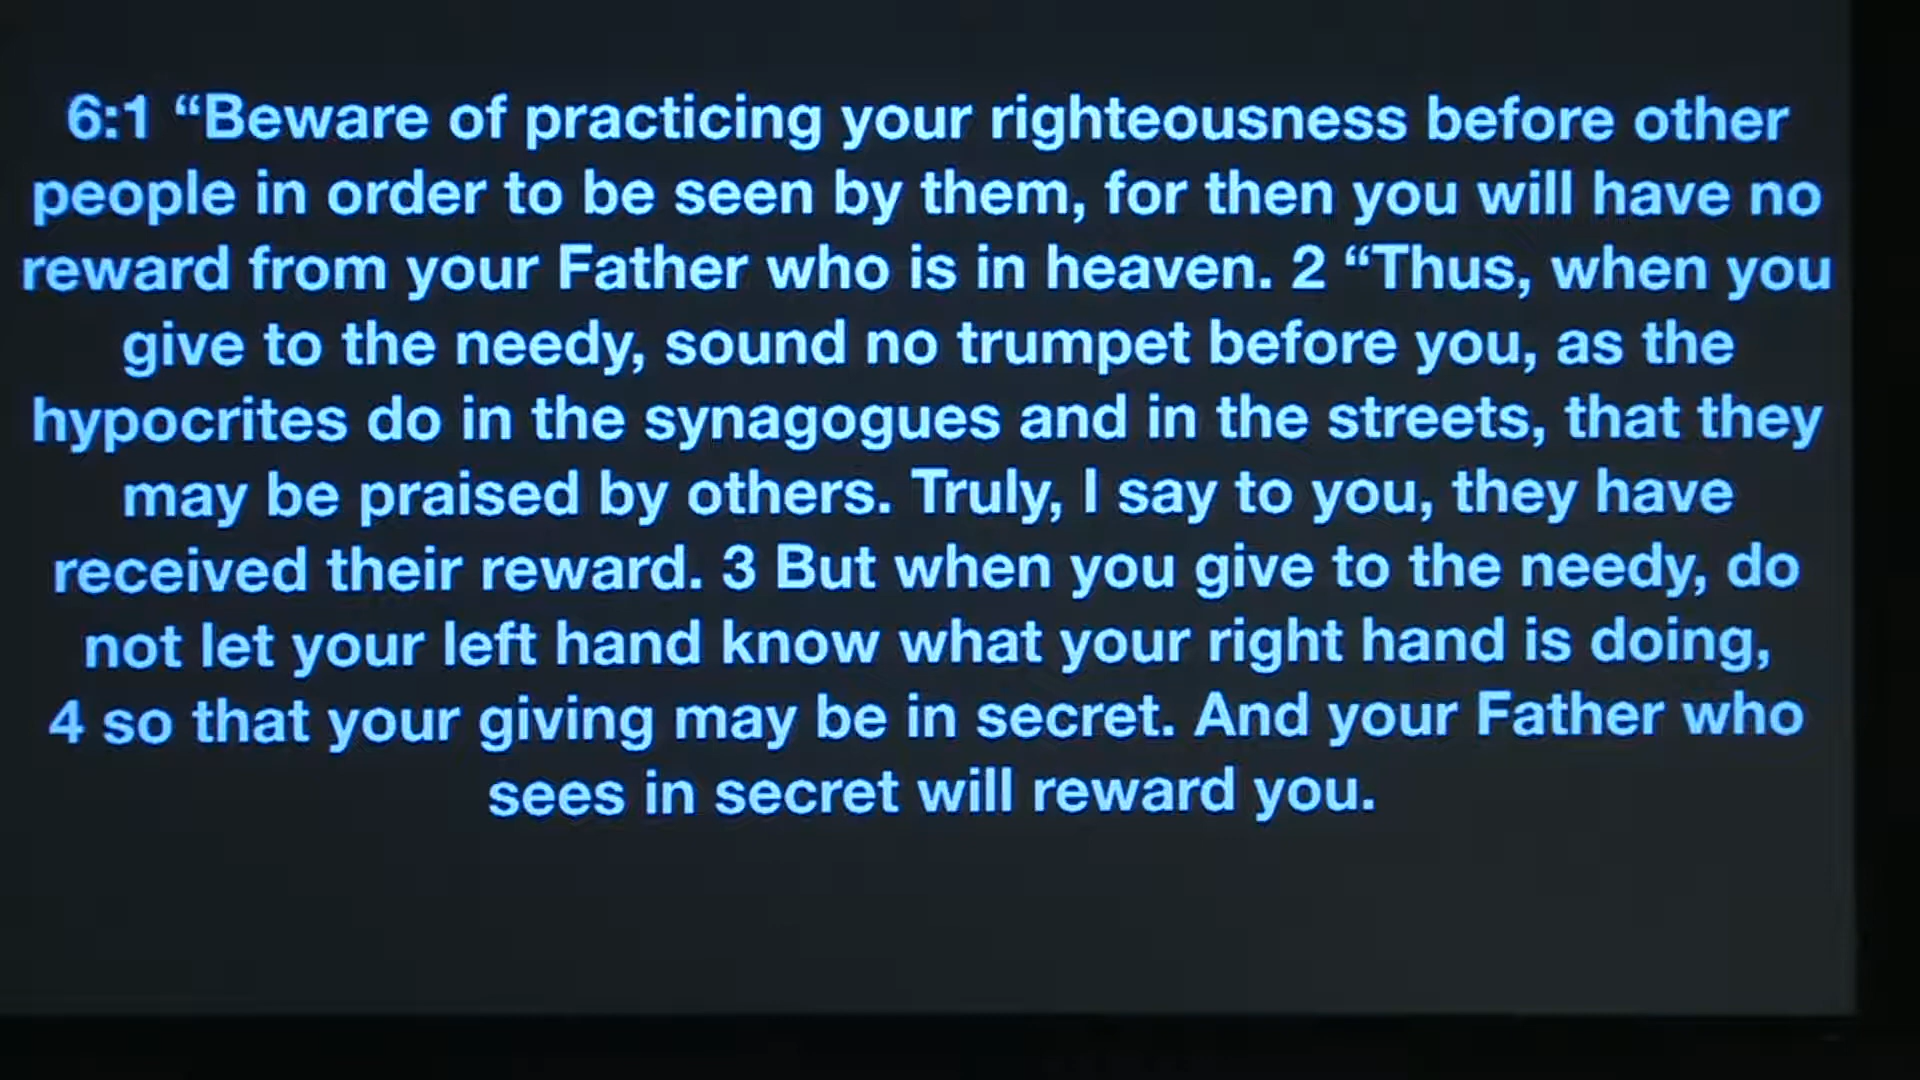 6:1 “Beware of practicing your righteousness before other
people in order to be seen by them, for then you will have no
reward from your Father who is in heaven. 2 “Thus, when you
give to the needy, sound no trumpet before you, as the
hypocrites do in the synagogues and in the streets, that they
may be praised by others. Truly, I say to you, they have
received their reward. 3 But when you give to the needy, do
not let your left hand know what your right hand is doing,
4 so that your giving may be in secret. And your Father who
sees in secret will reward you.